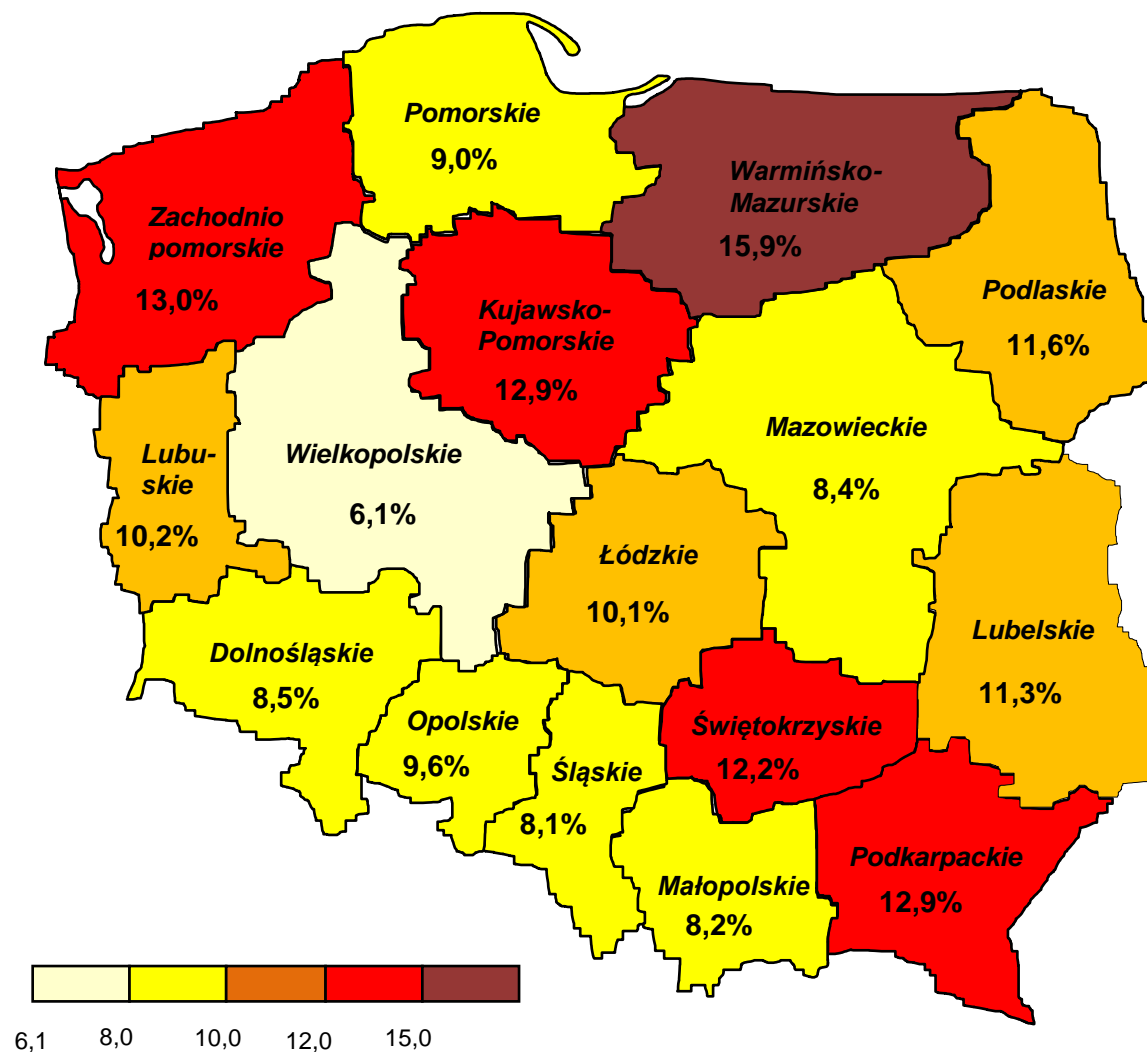 Pomorskie
9,0%
Warmińsko-
Mazurskie
15,9%
Zachodnio
pomorskie
13,0%
Podlaskie
11,6%
Kujawsko-
Pomorskie
12,9%
Mazowieckie
8,4%
Lubu-
skie
10,2%
Wielkopolskie
6,1%
Łódzkie
10,1%
Lubelskie
11,3%
Dolnośląskie
8,5%
Opolskie
9,6%
Śląskie
8,1%
Świętokrzyskie
12,2%
Małopolskie
8,2%
Podkarpackie
12,9%
6,1 8,0 10,0 12,0 15,0